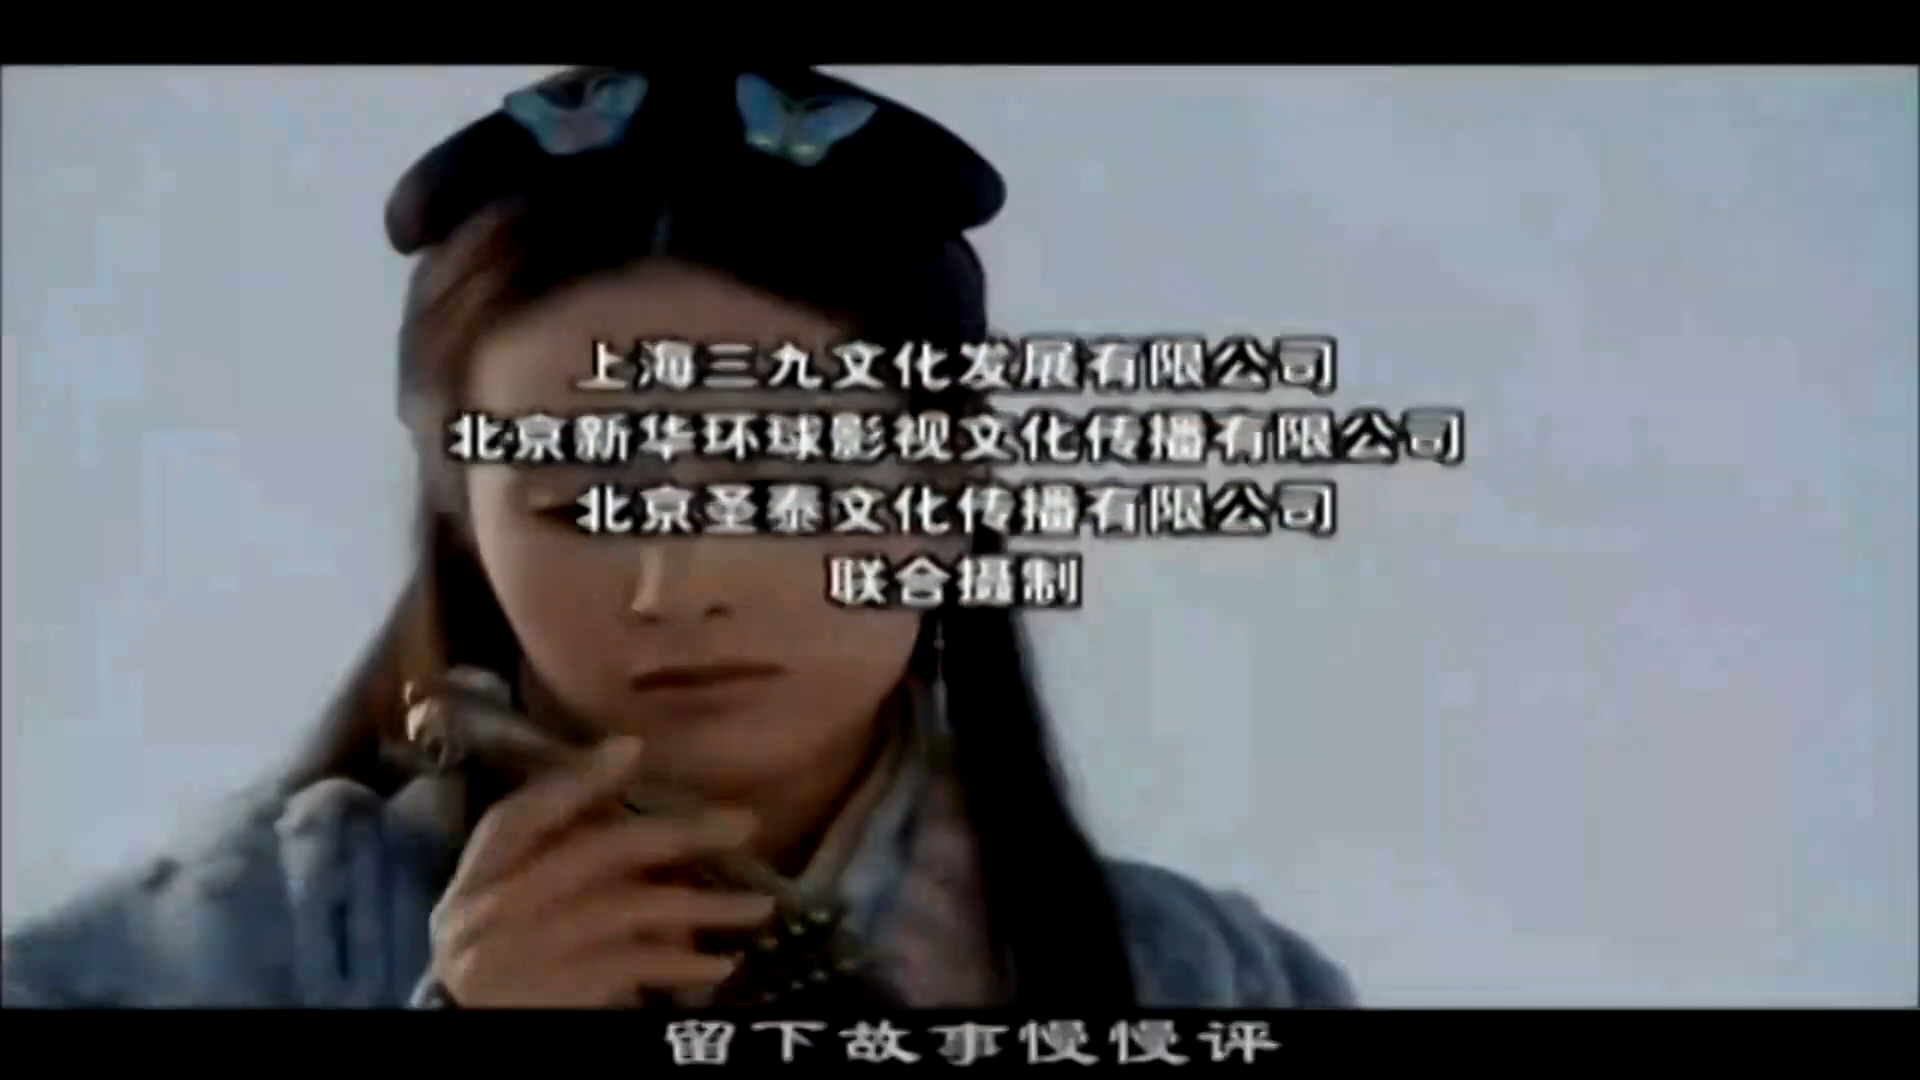 上海三九文化发展有限公司
北京新华环球影视文化传播有限公司
北京圣泰文化传播有限公司
联合摄制
留下故事慢慢评